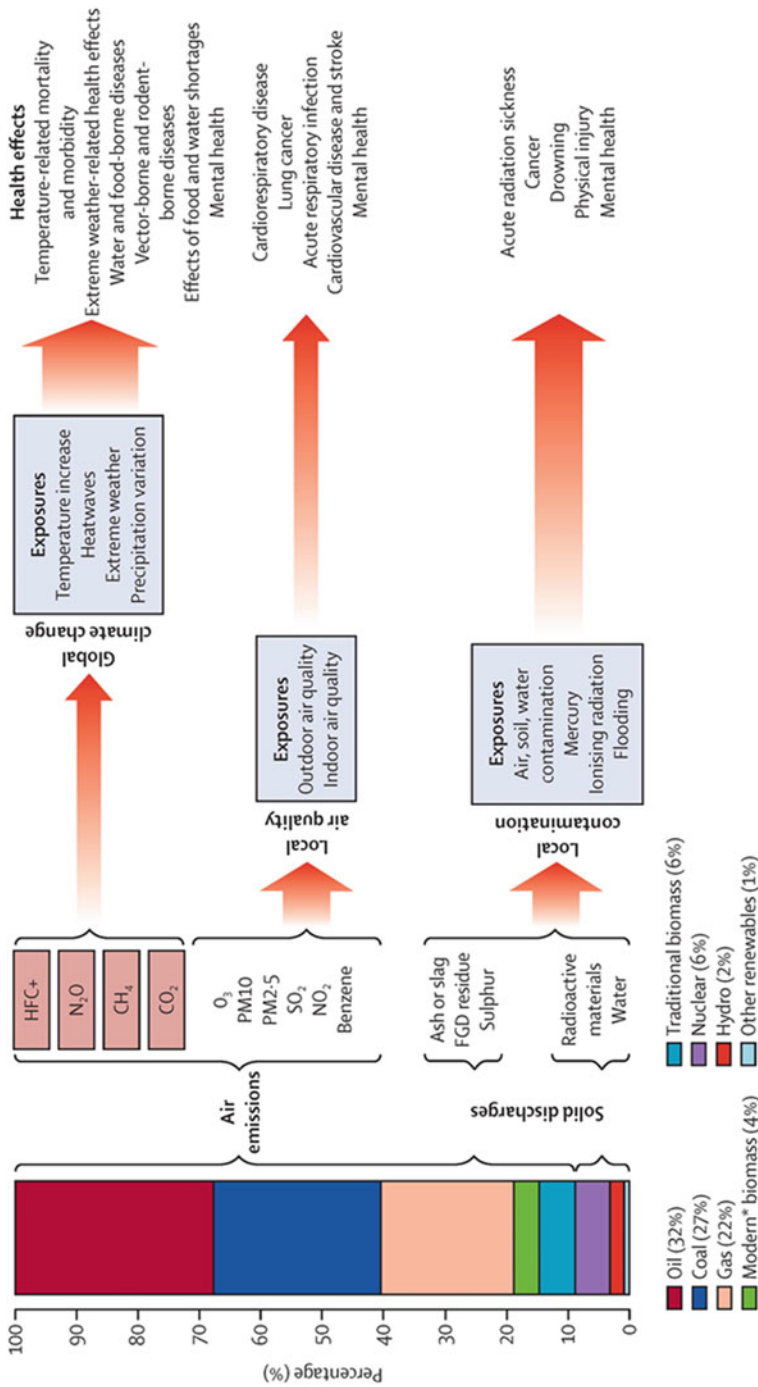 100
90
80
70
60
50
40
30
20
10
0
Percentage (%)
Air
emissions
Solid discharges
HFC+
N₂O
CH₄
CO₂
O₃
PM10
PM2·5
SO₂
NO₂
Benzene
Ash or slag
FGD residue
Sulphur
Radioactive
materials
Water
Global
climate change
Exposures
Temperature increase
Heatwaves
Extreme weather
Precipitation variation
Local
air quality
Exposures
Outdoor air quality
Indoor air quality
Local
contamination
Exposures
Air, soil, water
contamination
Mercury
Ionising radiation
Flooding
Health effects
Temperature-related mortality
and morbidity
Extreme weather-related health effects
Water and food-borne diseases
Vector-borne and rodent-
borne diseases
Effects of food and water shortages
Mental health
Cardiorespiratory disease
Lung cancer
Acute respiratory infection
Cardiovascular disease and stroke
Mental health
Acute radiation sickness
Cancer
Drowning
Physical injury
Mental health
Oil (32%)
Coal (27%)
Gas (22%)
Modern* biomass (4%)
Traditional biomass (6%)
Nuclear (6%)
Hydro (2%)
Other renewables (1%)